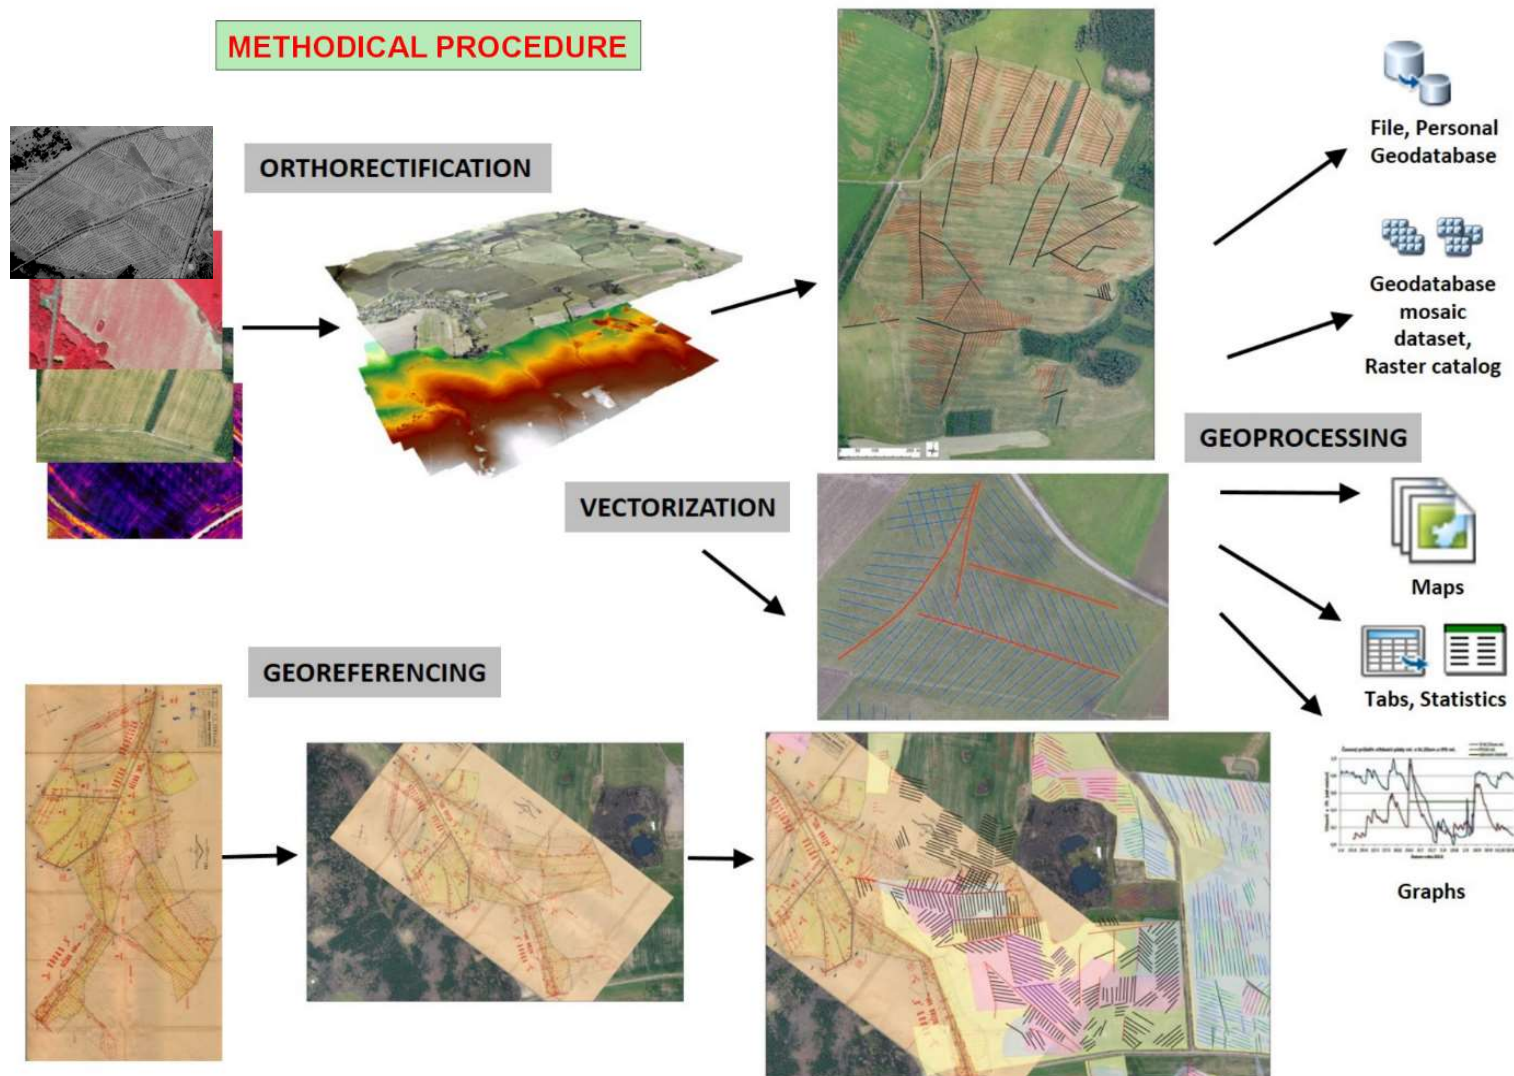 METHODICAL PROCEDURE
ORTHORECTIFICATION
File, Personal
Geodatabase
Geodatabase
mosaic
dataset,
Raster catalog
GEOPROCESSING
VECTORIZATION
Maps
GEOREFERENCING
Tabs, Statistics
Graphs